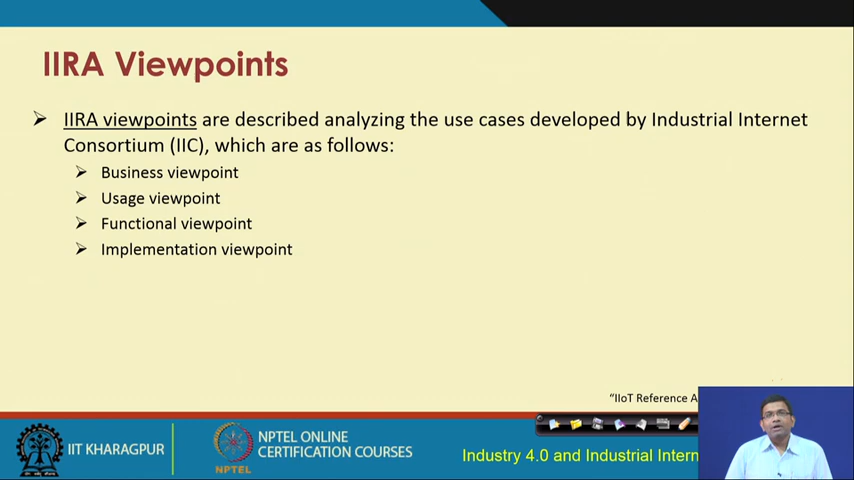 IIRA Viewpoints
IIRA viewpoints are described analyzing the use cases developed by Industrial Internet
Consortium (IIC), which are as follows:
Business viewpoint
Usage viewpoint
Functional viewpoint
Implementation viewpoint
"IIoT Reference A
IIT KHARAGPUR
NPTEL
NPTEL ONLINE
CERTIFICATION COURSES
Industry 4.0 and Industrial Intern